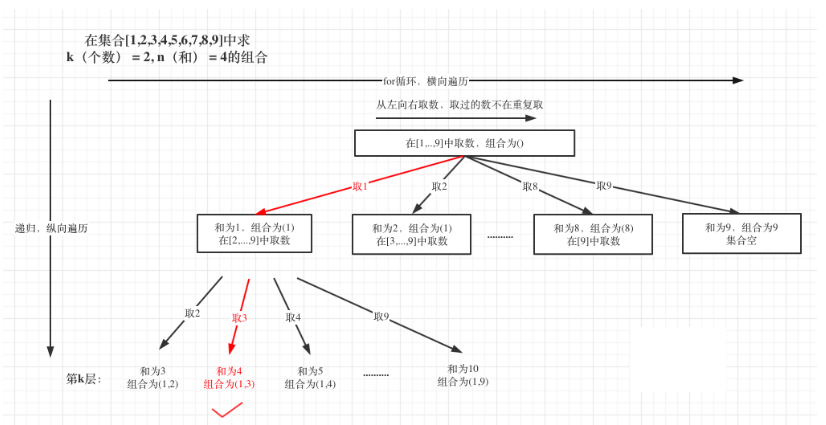 在集合[1,2,3,4,5,6,7,8,9]中求
k（个数）= 2, n（和）= 4的组合
for循环，横向遍历
从左向右取数，取过的数不在重复取
在[1,...,9]中取数，组合为()
取1
取2
取8
取9
递归，纵向遍历
和为1，组合为(1)
在[2,...,9]中取数
和为2，组合为(1)
在[3,...,9]中取数
..........
和为8，组合为(8)
在[9]中取数
和为9，组合为9
集合空
取2
取3
取4
取9
第k层：
和为3
组合为(1,2)
和为4
组合为(1,3)
和为5
组合为(1,4)
..........
和为10
组合为(1,9)